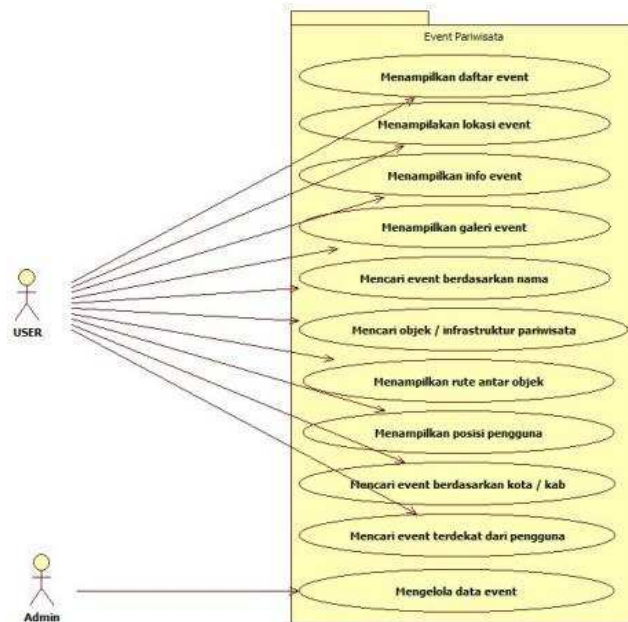 Event Pariwisata
Menampilkan daftar event
Menampilakan lokasi event
Menampilkan info event
Menampilkan galeri event
Mencari event berdasarkan nama
Mencari objek / infrastruktur pariwisata
Menampilkan rute antar objek
Menampilkan posisi pengguna
Mencari event berdasarkan kota / kab
Mencari event terdekat dari pengguna
Mengelola data event
USER
Admin